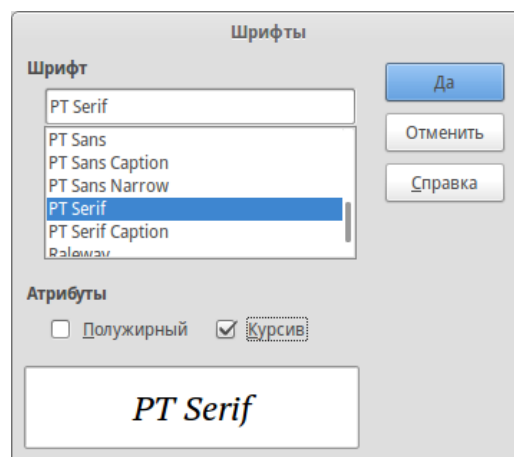 Шрифты
Шрифт
Да
PT Serif
Отменить
PT Sans
PT Sans Caption
PT Sans Narrow
Справка
PT Serif
PT Serif Caption
Raleway
Атрибуты
Полужирный Курсив
PT Serif